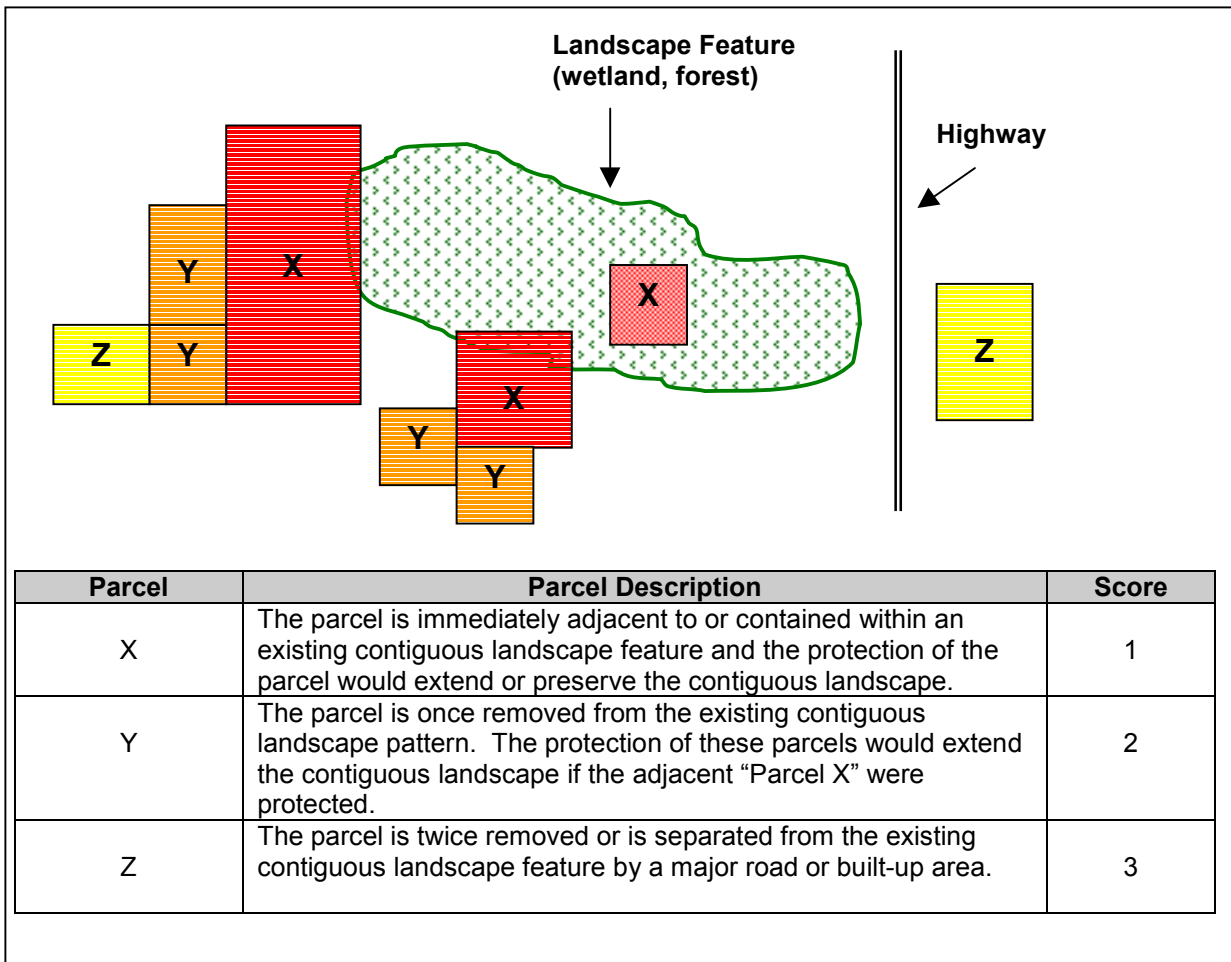 Landscape Feature
(wetland, forest)
Highway
Y
X
X
Z
Y
Z
X
Y
Y
Parcel Parcel Description Score
X
The parcel is immediately adjacent to or contained within an
existing contiguous landscape feature and the protection of the
parcel would extend or preserve the contiguous landscape.
1
Y
The parcel is once removed from the existing contiguous
landscape pattern. The protection of these parcels would extend
the contiguous landscape if the adjacent “Parcel X” were
protected.
2
Z
The parcel is twice removed or is separated from the existing
contiguous landscape feature by a major road or built-up area.
3